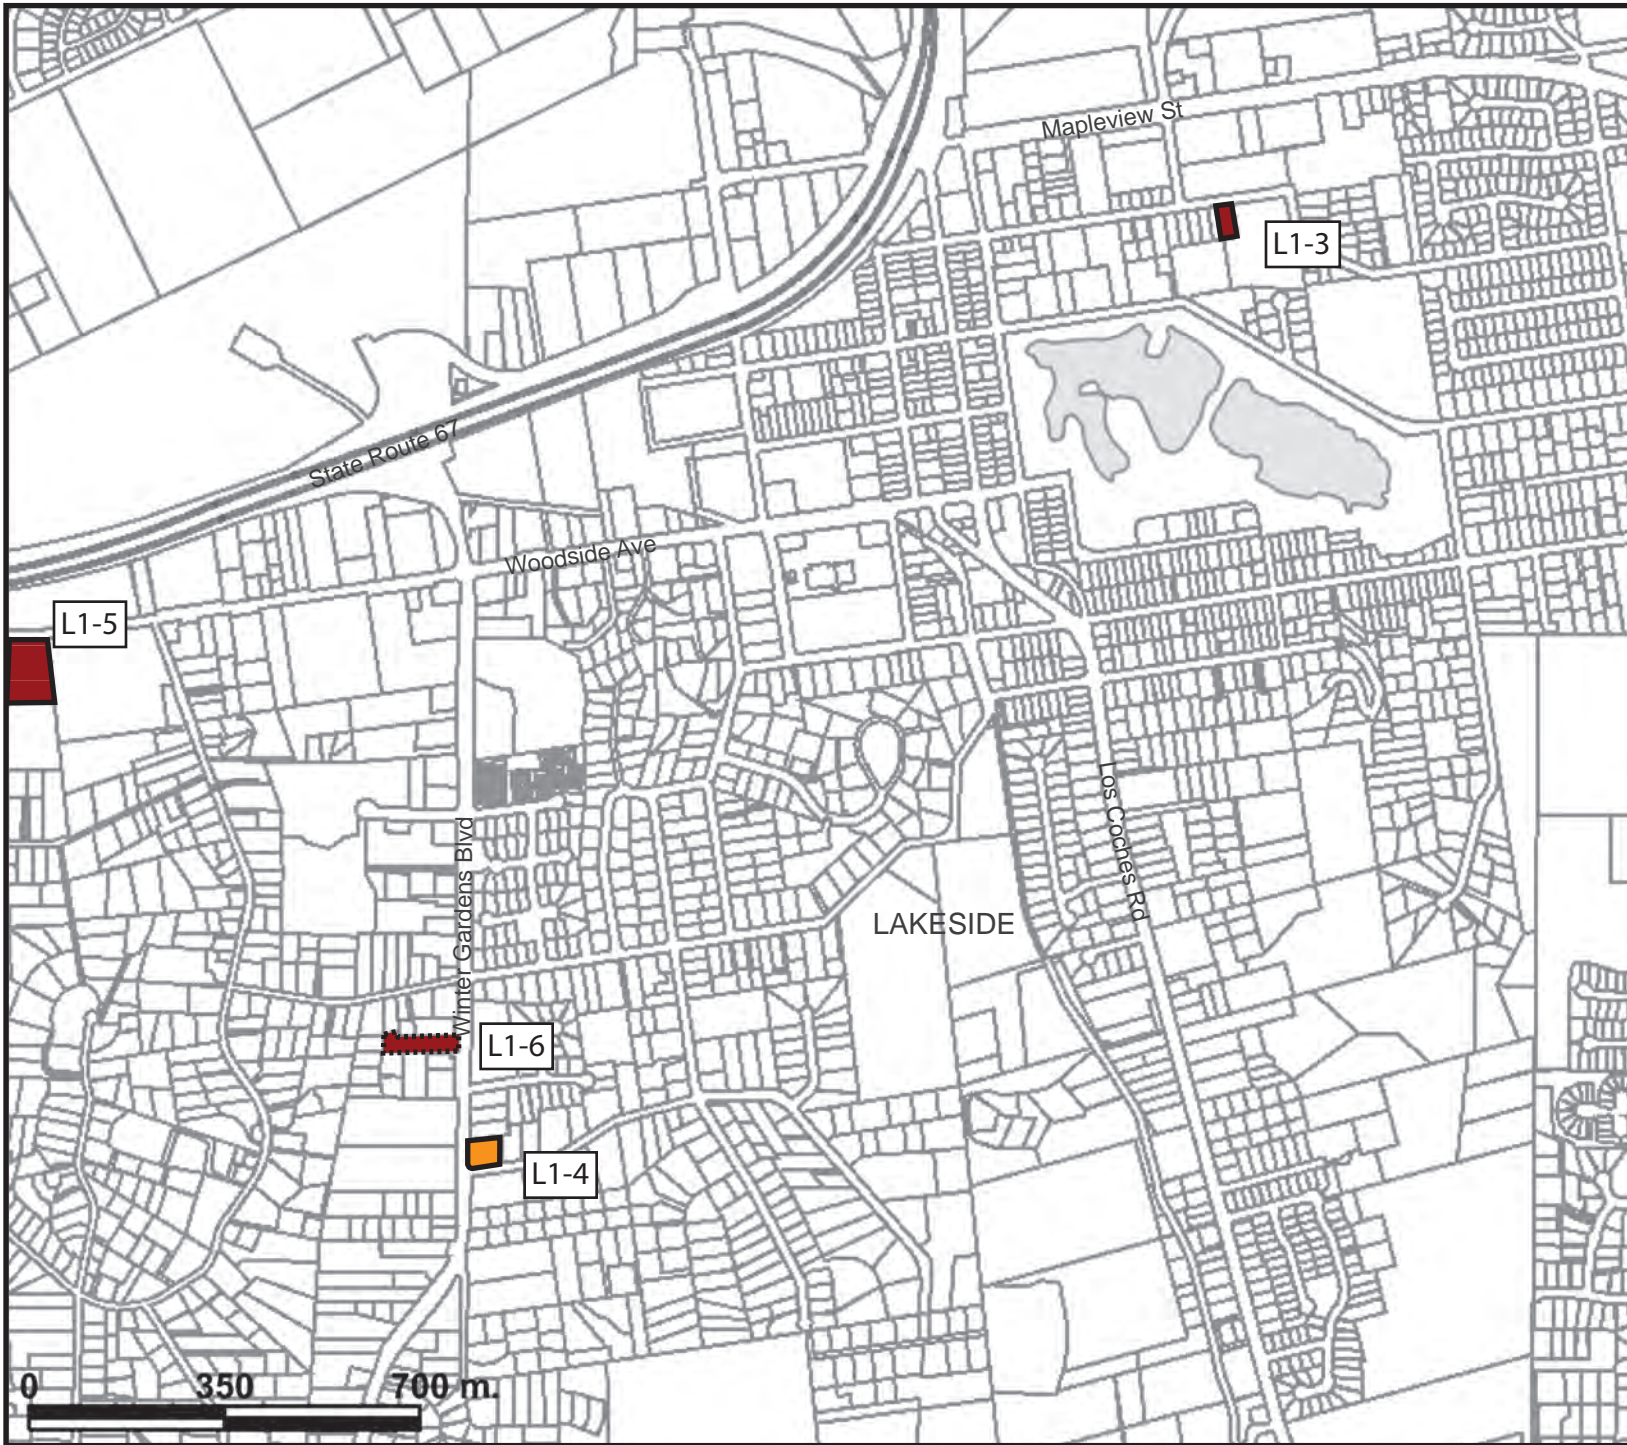 Mapleview St
L1-3
State Route 67
Woodside Ave
L1-5
Los Coches Rd
Winter Gardens Blvd
LAKESIDE
L1-6
L1-4
0 350 700 m.